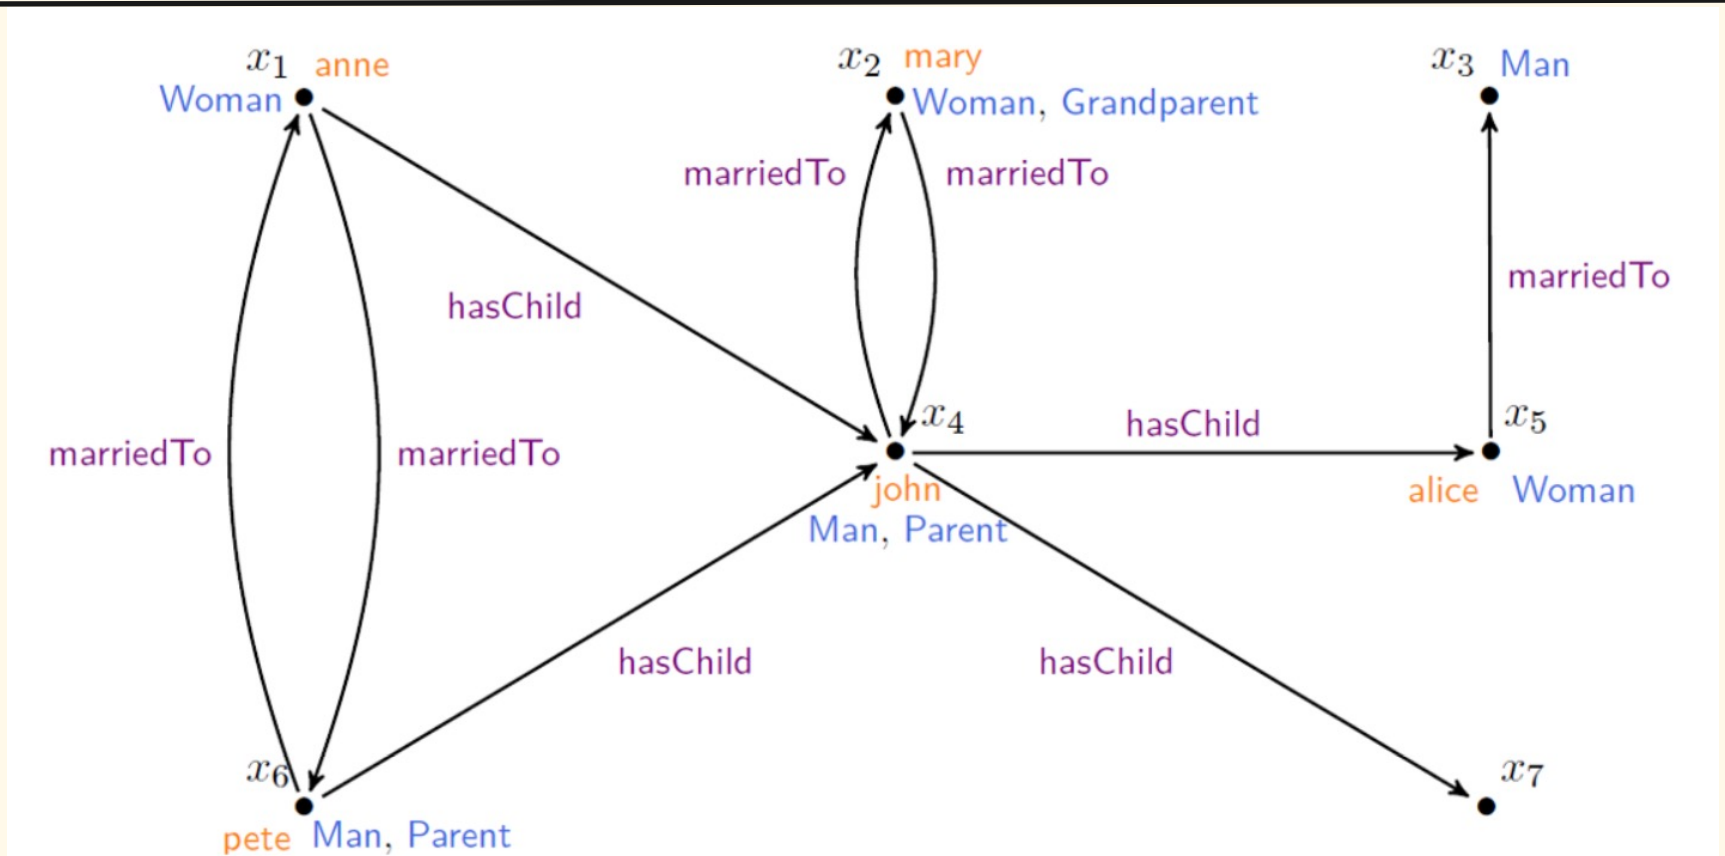 x1 anne
Woman
x2 mary
Woman, Grandparent
x3 Man
marriedTo
marriedTo
marriedTo
hasChild
x4
hasChild
x5
marriedTo
marriedTo
john
Man, Parent
alice Woman
hasChild
hasChild
x6
x7
pete Man, Parent